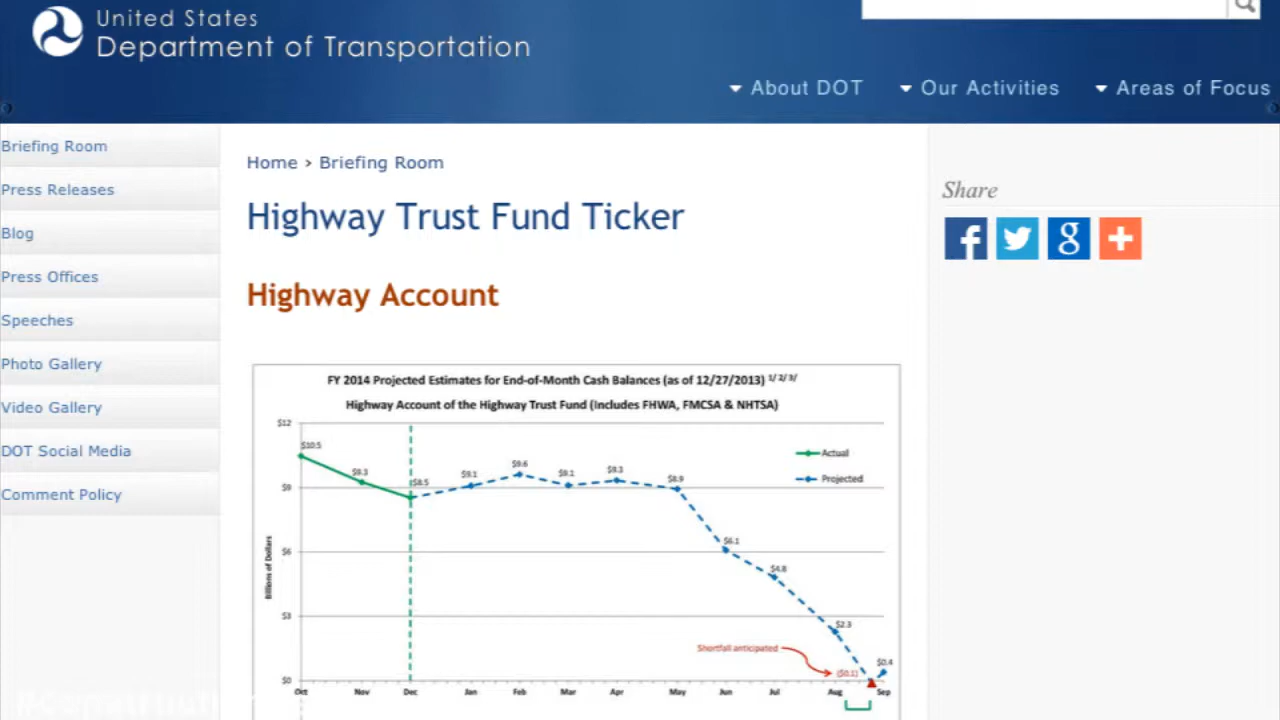 United States
Department of Transportation
About DOT
Our Activities
Areas of Focus
Briefing Room
Press Releases
Blog
Press Offices
Speeches
Photo Gallery
Video Gallery
DOT Social Media
Comment Policy
Home › Briefing Room
Highway Trust Fund Ticker
Highway Account
Share
FY 2014 Projected Estimates for End-of-Month Cash Balances (as of 12/27/2013) 1/ 2/ 3/
Highway Account of the Highway Trust Fund (Includes FHWA, FMCSA & NHTSA)
$12
$10.5
Actual
$9.6
$9.3
$9.1
$9.1
$9.3
$8.9
$8.5
Projected
$9
$6.1
$6
Billions of Dollars
$4.8
$3
$2.3
Shortfall anticipated
$0.4
($0.1)
$0
Oct Nov Dec Jan Feb Mar Apr May Jun Jul Aug Sep